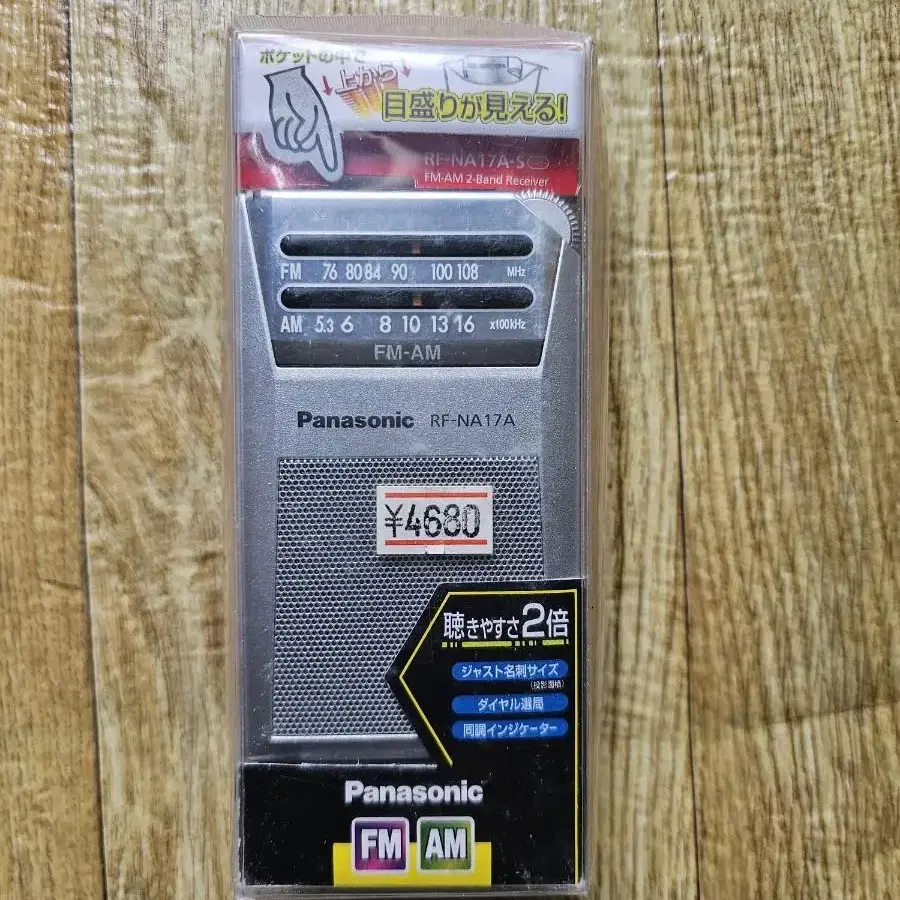 ポケットの中で
上から
目盛りが見える!
RF-NA17A-S
FM-AM 2-Band Receiver
FM 76 80 84 90 100 108 MHz
AM 5.3 6 8 10 13 16 x100kHz
FM-AM
Panasonic RF-NA17A
¥4680
聴きやすさ2倍
ジャスト名刺サイズ
(投影面積)
ダイヤル選局
同調インジケーター
Panasonic
FM AM